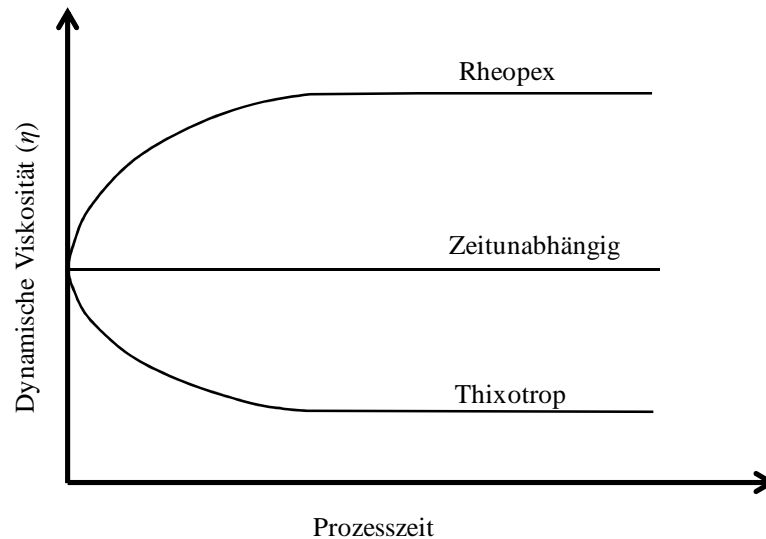 Rheopex
Dynamische Viskosität (η)
Zeitunabhängig
Thixotrop
Prozesszeit